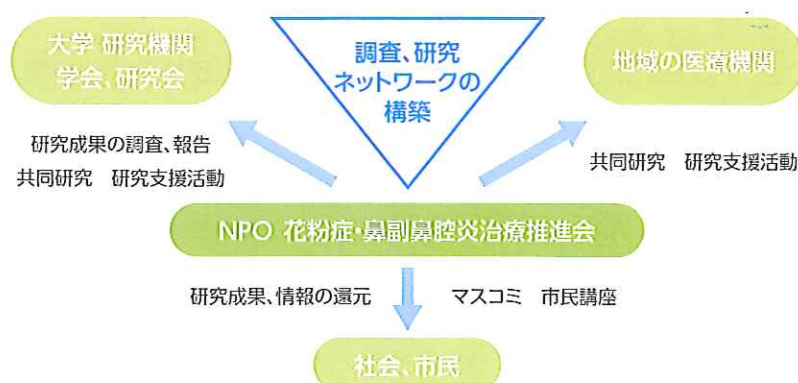 大学 研究機関
学会、研究会
調査、研究
ネットワークの
構築
地域の医療機関
研究成果の調査、報告
共同研究　研究支援活動
共同研究　研究支援活動
NPO 花粉症・鼻副鼻腔炎治療推進会
研究成果、情報の還元　マスコミ　市民講座
社会、市民